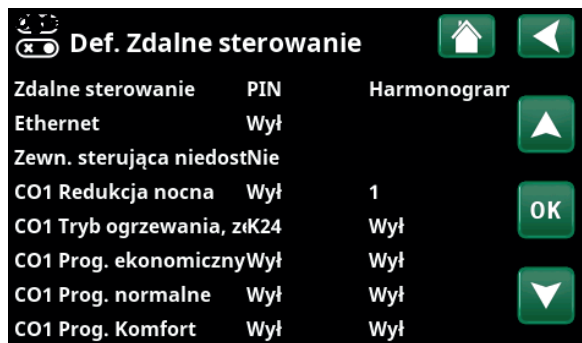 Def. Zdalne sterowanie
Zdalne sterowanie PIN Harmonogram
Ethernet Wył
Zewn. sterująca niedostNie
CO1 Redukcja nocna Wył 1
OK
CO1 Tryb ogrzewania, zeK24 Wył
CO1 Prog. ekonomicznyWył Wył
CO1 Prog. normalne Wył Wył
CO1 Prog. Komfort Wył Wył